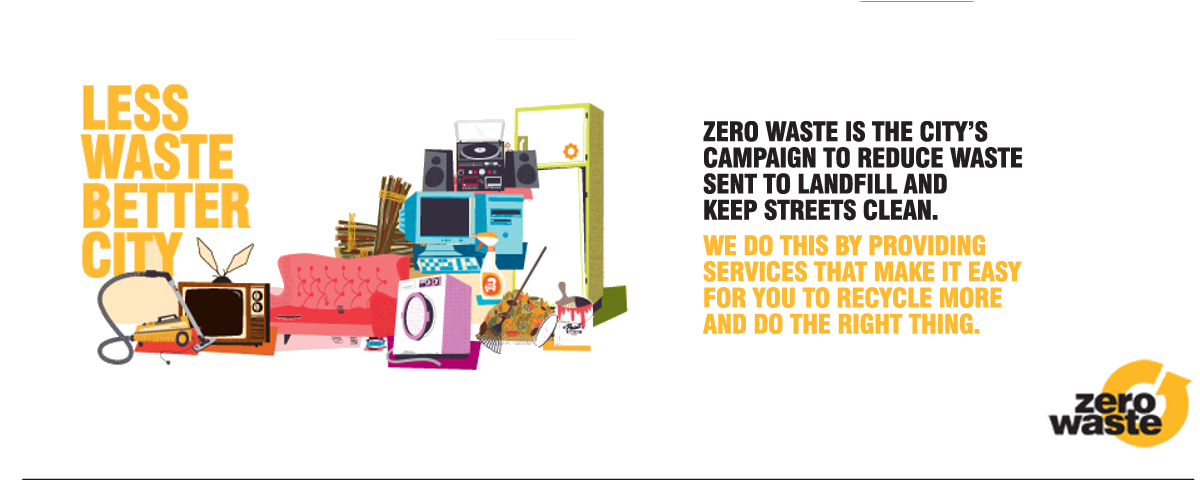 LESS
WASTE
BETTER
CITY
ZERO WASTE IS THE CITY'S
CAMPAIGN TO REDUCE WASTE
SENT TO LANDFILL AND
KEEP STREETS CLEAN.
WE DO THIS BY PROVIDING
SERVICES THAT MAKE IT EASY
FOR YOU TO RECYCLE MORE
AND DO THE RIGHT THING.
zero
waste